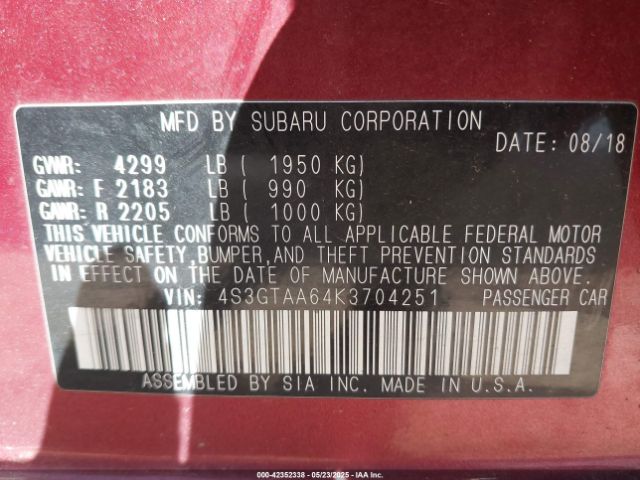 MFD BY SUBARU CORPORATION
DATE: 08/18
GVWR: 4299 LB ( 1950 KG)
GAWR: F 2183 LB ( 990 KG)
GAWR: R 2205 LB ( 1000 KG)
THIS VEHICLE CONFORMS TO ALL APPLICABLE FEDERAL MOTOR
VEHICLE SAFETY, BUMPER, AND THEFT PREVENTION STANDARDS
IN EFFECT ON THE DATE OF MANUFACTURE SHOWN ABOVE.
VIN: 4S3GTAA64K3704251 PASSENGER CAR
ASSEMBLED BY SIA INC. MADE IN U.S.A.
000-42352338 - 05/23/2025 - IAA Inc.